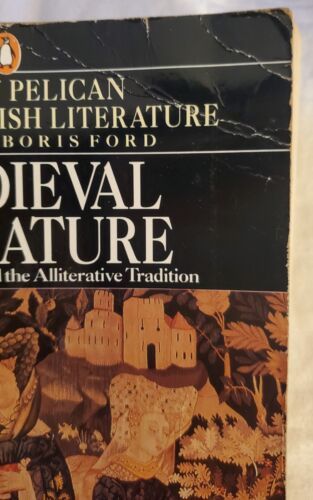 PELICAN
ISH LITERATURE
BORIS FORD
DIEVAL
ATURE
the Alliterative Tradition